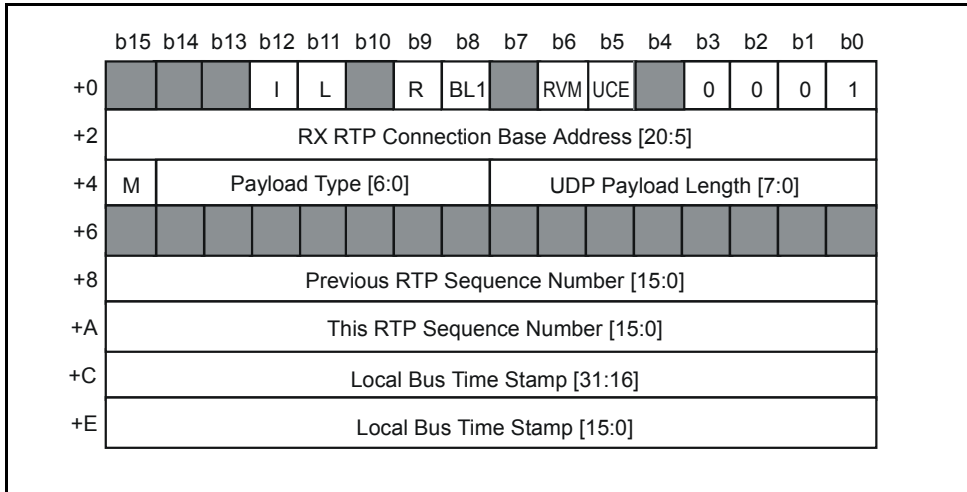 b15 b14 b13 b12 b11 b10 b9 b8 b7 b6 b5 b4 b3 b2 b1 b0
+0 I L R BL1 RVM UCE 0 0 0 1
+2 RX RTP Connection Base Address [20:5]
+4 M Payload Type [6:0] UDP Payload Length [7:0]
+6
+8 Previous RTP Sequence Number [15:0]
+A This RTP Sequence Number [15:0]
+C Local Bus Time Stamp [31:16]
+E Local Bus Time Stamp [15:0]